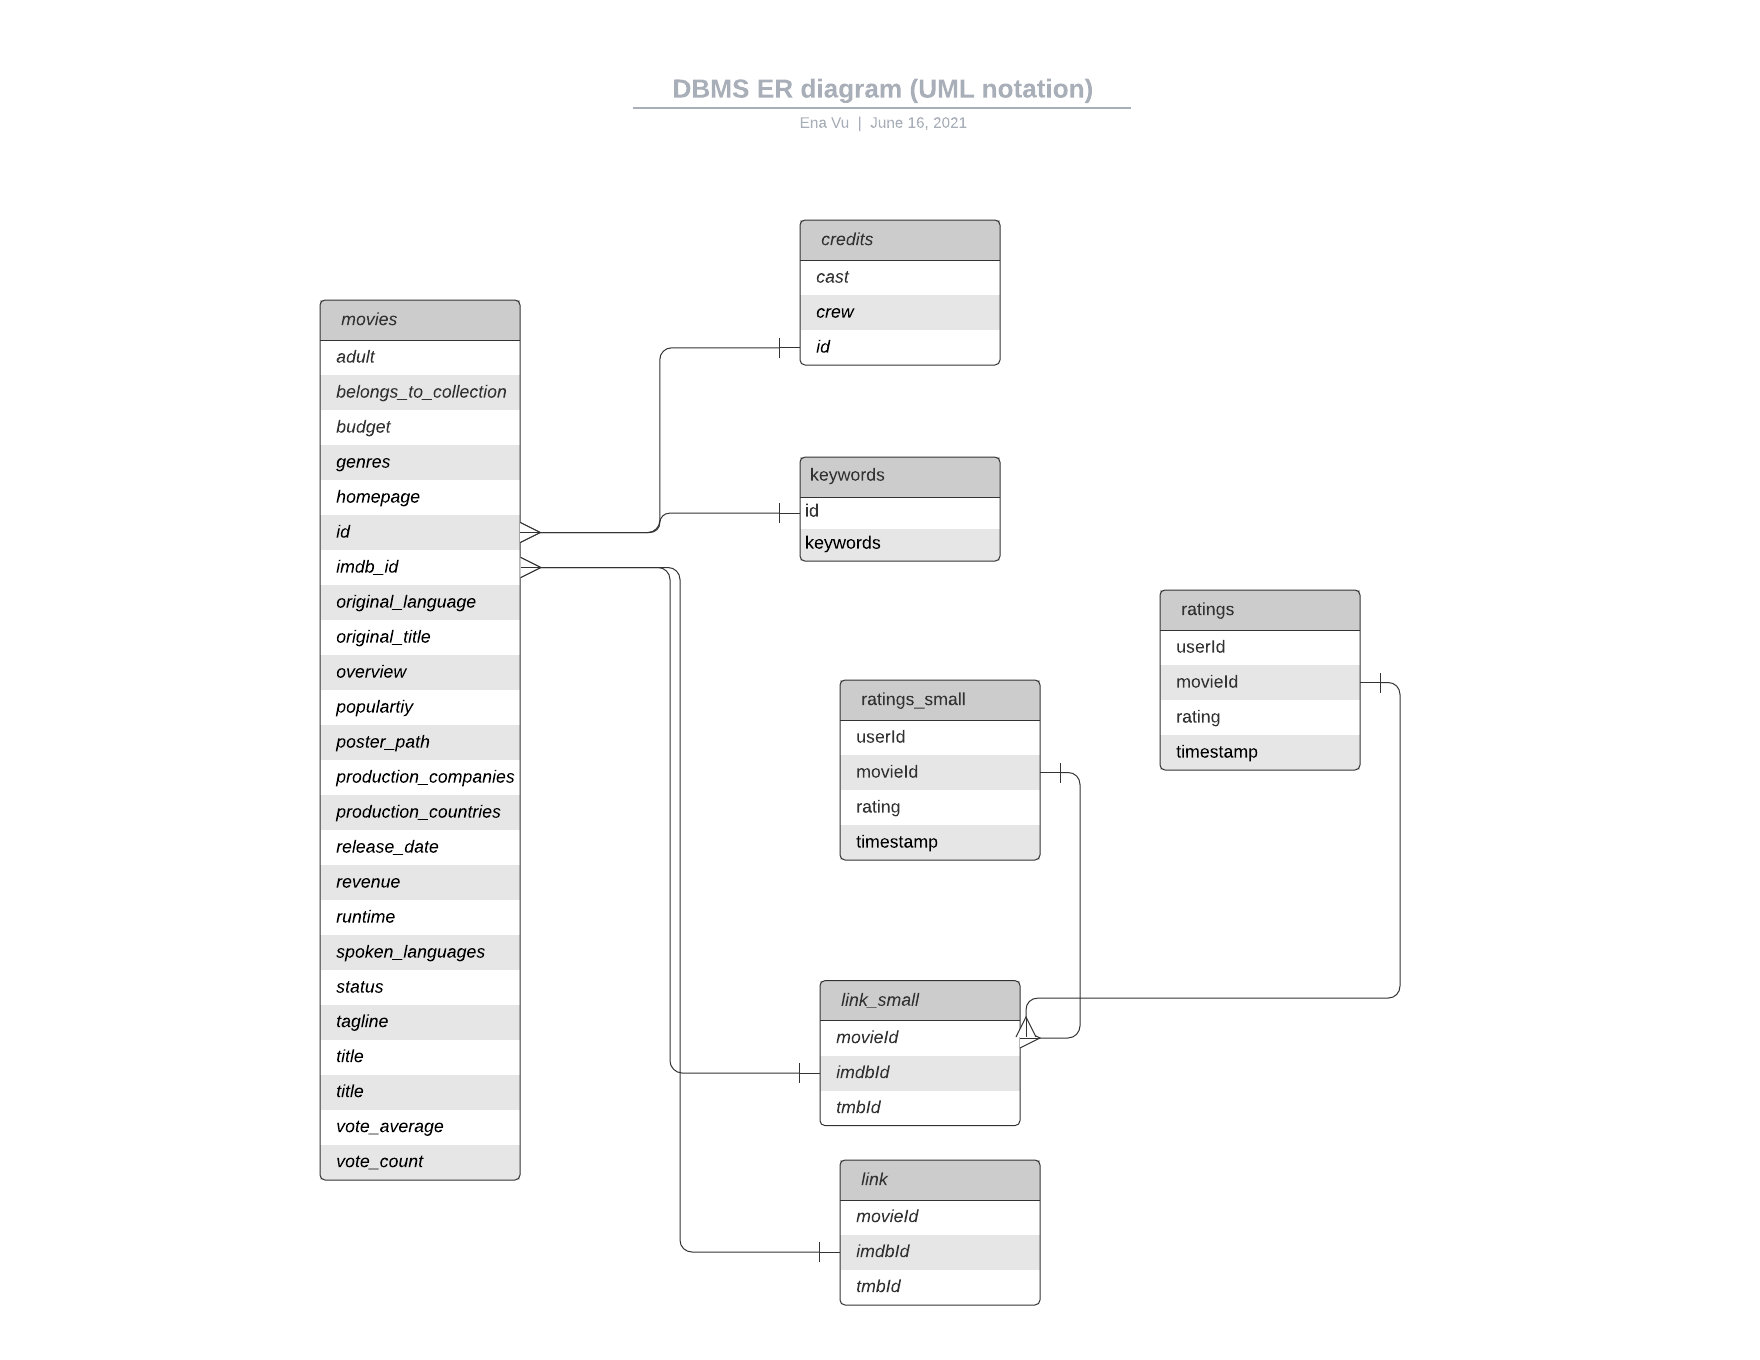 DBMS ER diagram (UML notation)
Ena Vu | June 16, 2021
movies
adult
belongs_to_collection
budget
genres
homepage
id
imdb_id
original_language
original_title
overview
populartiy
poster_path
production_companies
production_countries
release_date
revenue
runtime
spoken_languages
status
tagline
title
title
vote_average
vote_count
credits
cast
crew
id
keywords
id
keywords
ratings_small
userId
movieId
rating
timestamp
ratings
userId
movieId
rating
timestamp
link_small
movieId
imdbId
tmbId
link
movieId
imdbId
tmbId